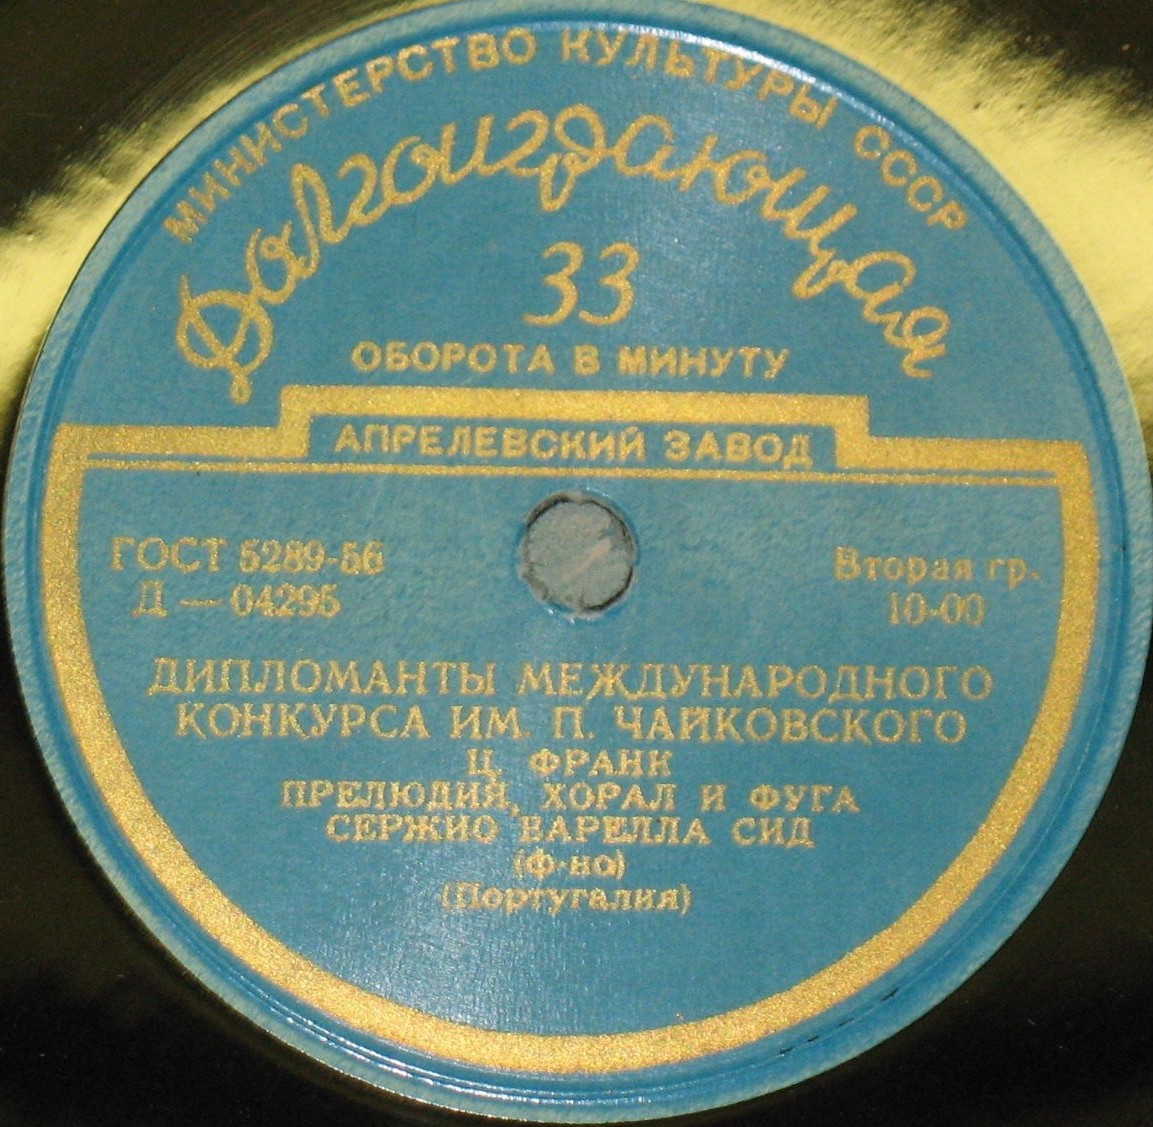 МИНИСТЕРСТВО КУЛЬТУРЫ СССР
Долгоиграющая
33
ОБОРОТА В МИНУТУ
АПРЕЛЕВСКИЙ ЗАВОД
ГОСТ 5289-56
Д — 04295
Вторая гр.
10-00
ДИПЛОМАНТЫ МЕЖДУНАРОДНОГО
КОНКУРСА ИМ. П. ЧАЙКОВСКОГО
Ц. ФРАНК
ПРЕЛЮДИЯ, ХОРАЛ И ФУГА
СЕРЖИО ВАРЕЛЛА СИД
(ф-но)
(Португалия)